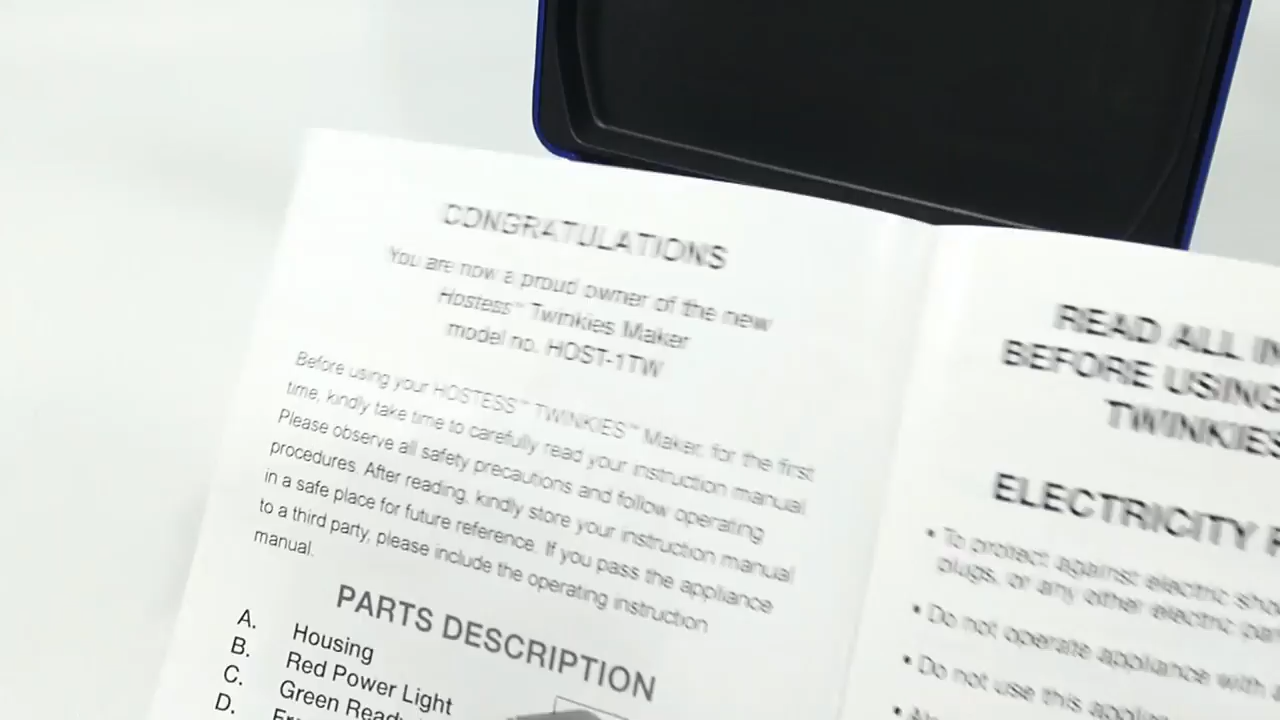 CONGRATULATIONS
You are now a proud owner of the new
Hostess™ Twinkies Maker
model no. HOST-1TW
Before using your HOSTESS™ TWINKIES™ Maker, for the first
time, kindly take time to carefully read your instruction manual.
Please observe all safety precautions and follow operating
procedures. After reading, kindly store your instruction manual
in a safe place for future reference. If you pass the appliance
to a third party, please include the operating instruction
manual.
PARTS DESCRIPTION
A. Housing
B. Red Power Light
C. Green
D.
READ ALL
BEFORE USING
TWINKIES
ELECTRICITY
• To protect against electric
plugs, or any other electric
• Do not operate appliance with
• Do not use this
•